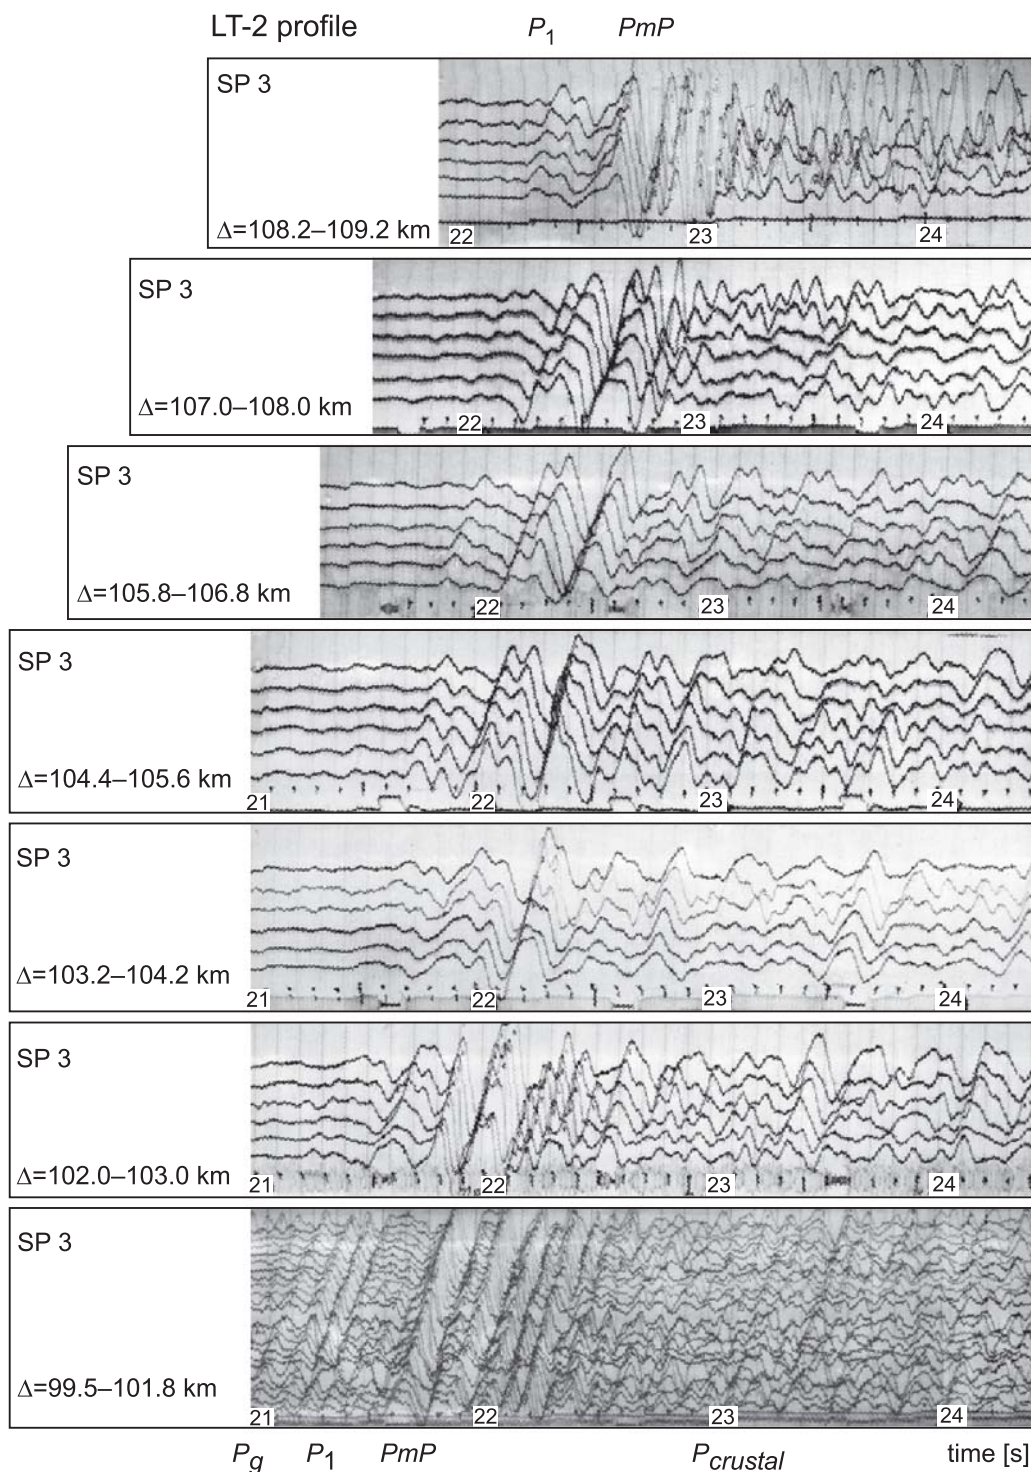 LT-2 profile P1 PmP
SP 3
Δ=108.2–109.2 km
22 23 24
SP 3
Δ=107.0–108.0 km
22 23 24
SP 3
Δ=105.8–106.8 km
22 23 24
SP 3
Δ=104.4–105.6 km
21 22 23 24
SP 3
Δ=103.2–104.2 km
21 22 23 24
SP 3
Δ=102.0–103.0 km
21 22 23 24
SP 3
Δ=99.5–101.8 km
21 22 23 24
Pg P1 PmP Pcrustal time [s]